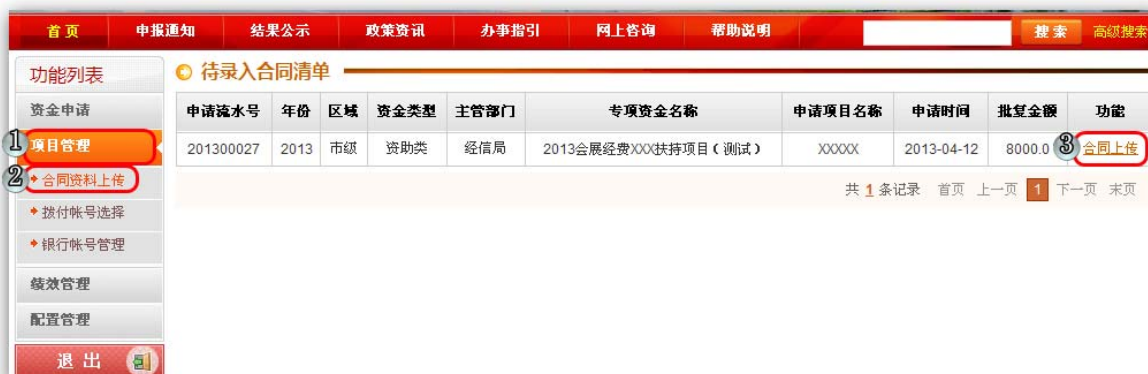 首页 申报通知 结果公示 政策资讯 办事指引 网上咨询 帮助说明 搜索 高级搜索
功能列表
资金申请
1 项目管理
2 合同资料上传
拨付帐号选择
银行帐号管理
绩效管理
配置管理
退出
待录入合同清单
申请流水号 年份 区域 资金类型 主管部门 专项资金名称 申请项目名称 申请时间 批复金额 功能
201300027 2013 市级 资助类 经信局 2013会展经费XXX扶持项目（测试） XXXXX 2013-04-12 8000.0 3 合同上传
共 1 条记录 首页 上一页 1 下一页 末页